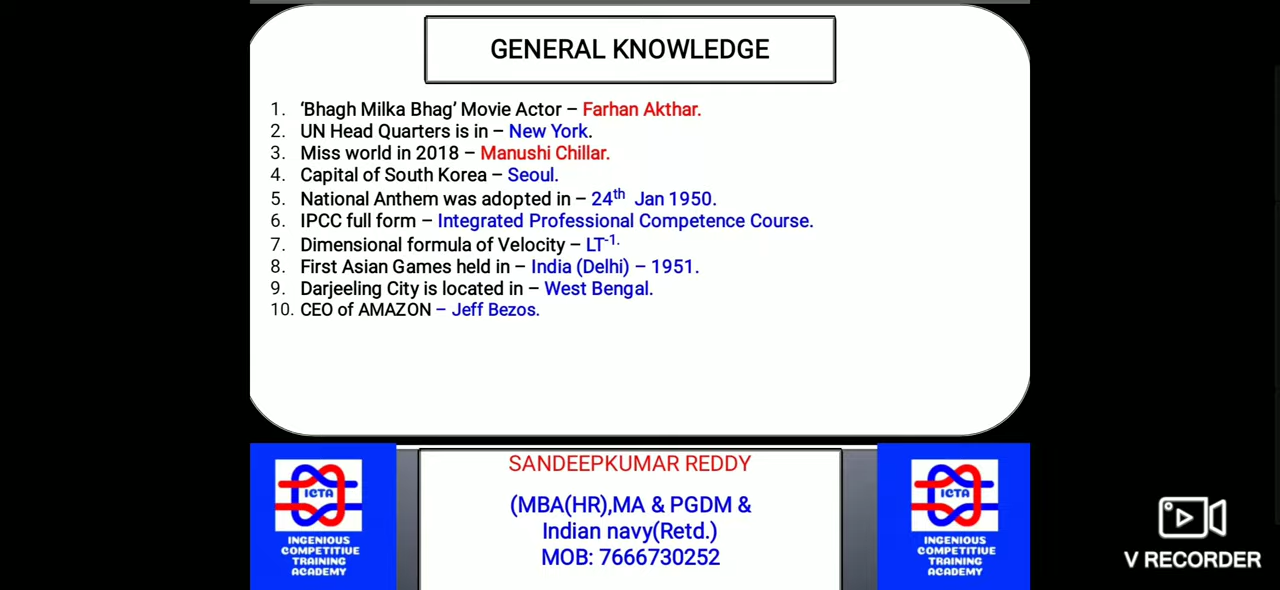 GENERAL KNOWLEDGE
1. ‘Bhagh Milka Bhag’ Movie Actor – Farhan Akthar.
2. UN Head Quarters is in – New York.
3. Miss world in 2018 – Manushi Chillar.
4. Capital of South Korea – Seoul.
5. National Anthem was adopted in – 24th Jan 1950.
6. IPCC full form – Integrated Professional Competence Course.
7. Dimensional formula of Velocity – LT-1.
8. First Asian Games held in – India (Delhi) – 1951.
9. Darjeeling City is located in – West Bengal.
10. CEO of AMAZON – Jeff Bezos.
ICTA
INGENIOUS
COMPETITIUE
TRAINING
ACADEMY
SANDEEPKUMAR REDDY
(MBA(HR),MA & PGDM &
Indian navy(Retd.)
MOB: 7666730252
ICTA
INGENIOUS
COMPETITIUE
TRAINING
ACADEMY
V RECORDER